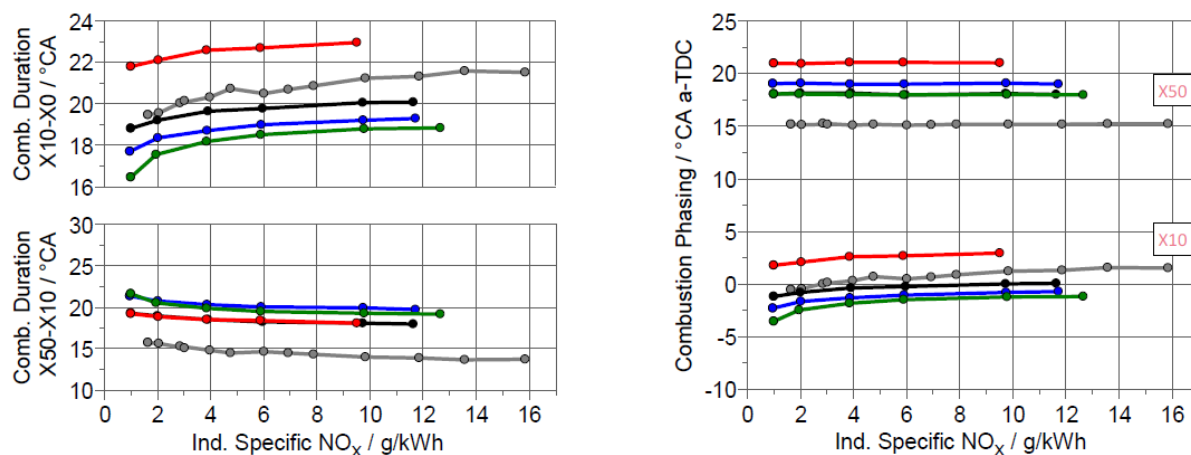 24
22
20
18
16
Comb. Duration
X10-X0 / °CA
30
25
20
15
10
Comb. Duration
X50-X10 / °CA
0 2 4 6 8 10 12 14 16
Ind. Specific NOX / g/kWh
25
20
15
10
5
0
-5
-10
Combustion Phasing / °CA a-TDC
X50
X10
0 2 4 6 8 10 12 14 16
Ind. Specific NOX / g/kWh